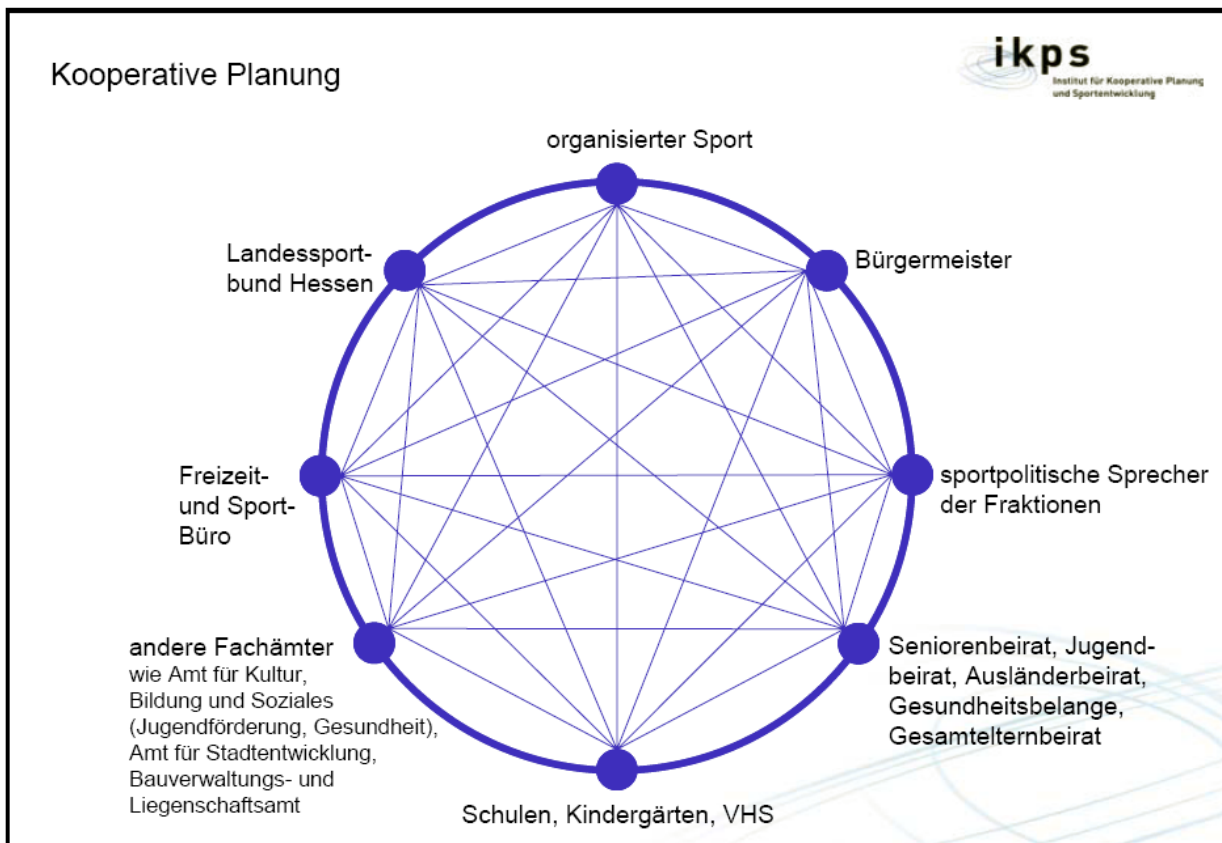 Kooperative Planung
ikps
Institut für Kooperative Planung
und Sportentwicklung
organisierter Sport
Landessport-
bund Hessen
Bürgermeister
Freizeit-
und Sport-
Büro
sportpolitische Sprecher
der Fraktionen
andere Fachämter
wie Amt für Kultur,
Bildung und Soziales
(Jugendförderung, Gesundheit),
Amt für Stadtentwicklung,
Bauverwaltungs- und
Liegenschaftsamt
Seniorenbeirat, Jugend-
beirat, Ausländerbeirat,
Gesundheitsbelange,
Gesamtelternbeirat
Schulen, Kindergärten, VHS